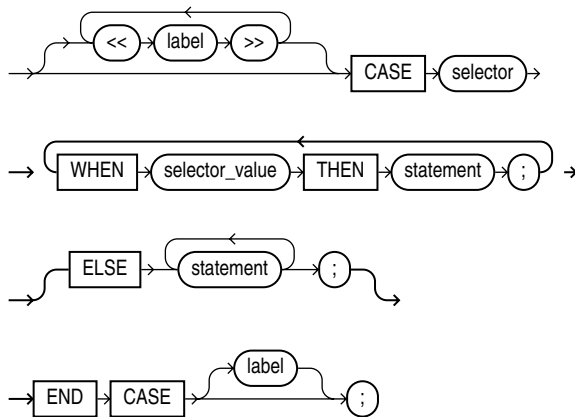 << label >>
CASE selector
WHEN selector_value THEN statement ;
ELSE statement ;
label
END CASE ;